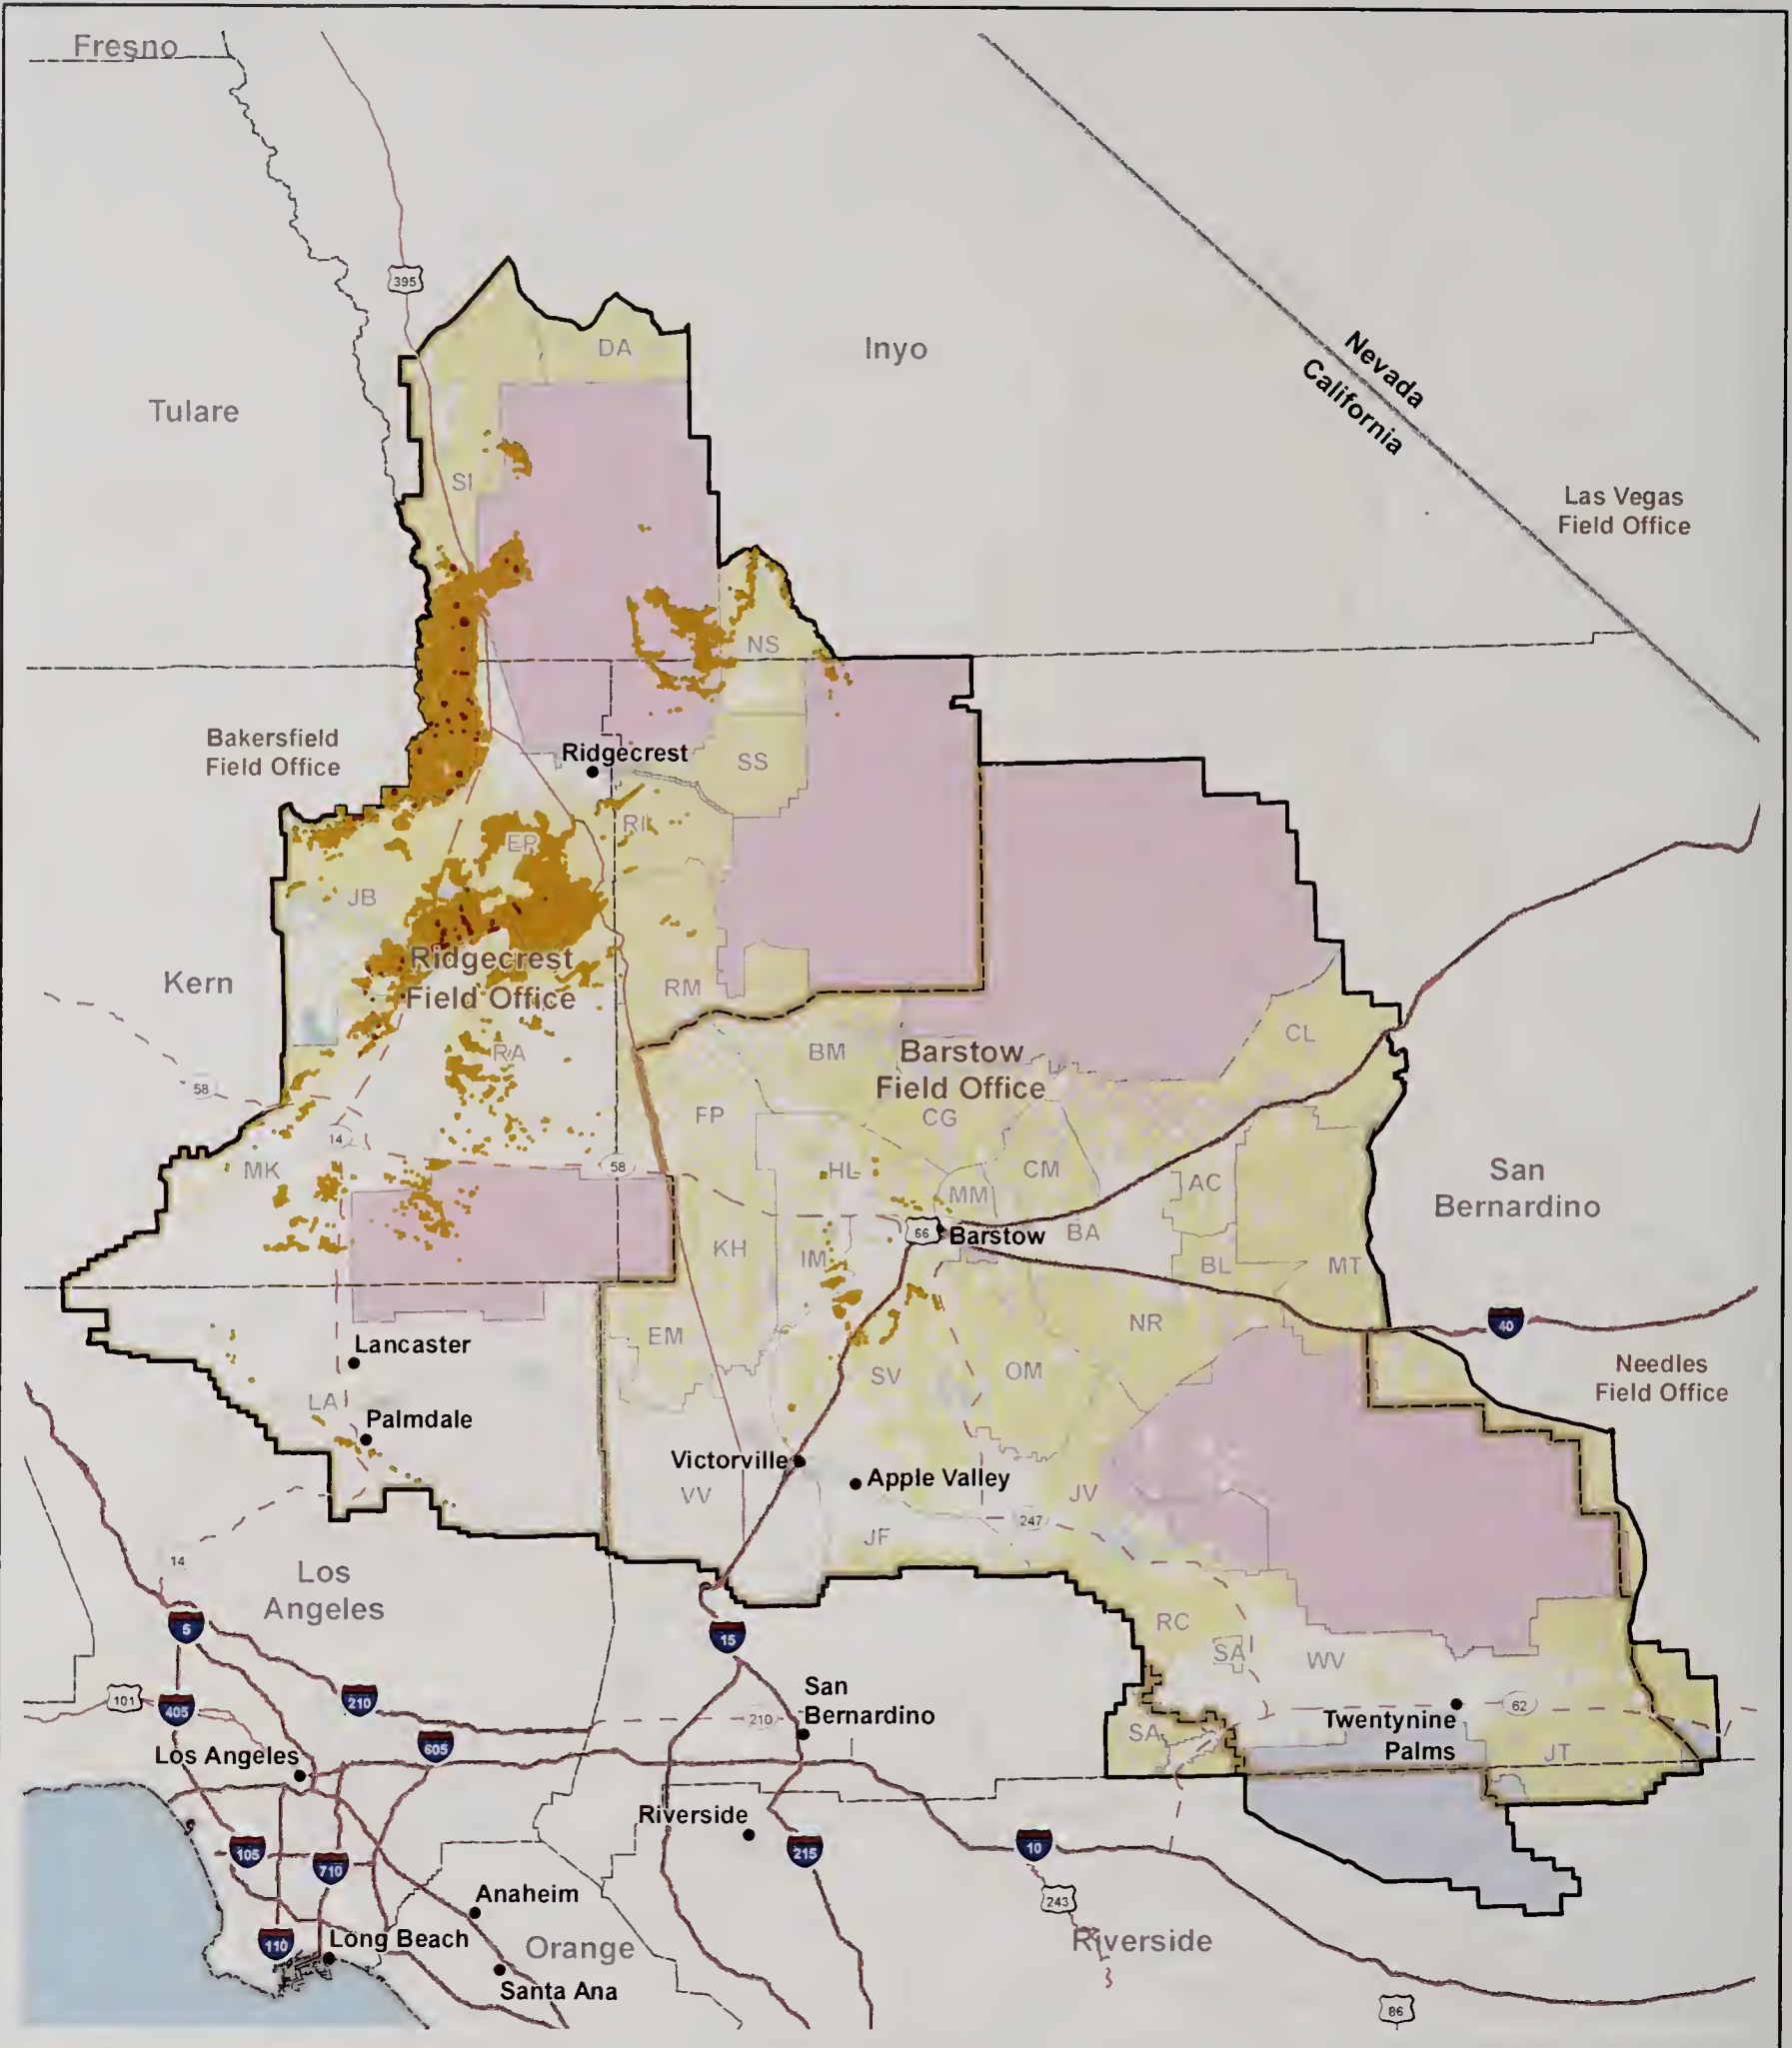 Fresno
395
DA
Inyo
Nevada
California
Tulare
SI
Las Vegas
Field Office
NS
Bakersfield
Field Office
Ridgecrest
SS
RI
EP
JB
Ridgecrest
Field Office
Kern
RM
CL
BM
Barstow
Field Office
RA
58
FP
CG
14
58
MK
HL
CM
MM
AC
San
Bernardino
66
Barstow
BA
KH
IM
BL
MT
40
EM
NR
Lancaster
Needles
Field Office
SV
OM
LA
Palmdale
Victorville
Apple Valley
VV
JV
247
JF
14
Los
Angeles
RC
5
15
SA
WV
101
405
210
San
Bernardino
210
62
Twentynine
Palms
SA
605
Los Angeles
JT
Riverside
105
710
215
10
Anaheim
243
110
Long Beach
Orange
Riverside
Santa Ana
86